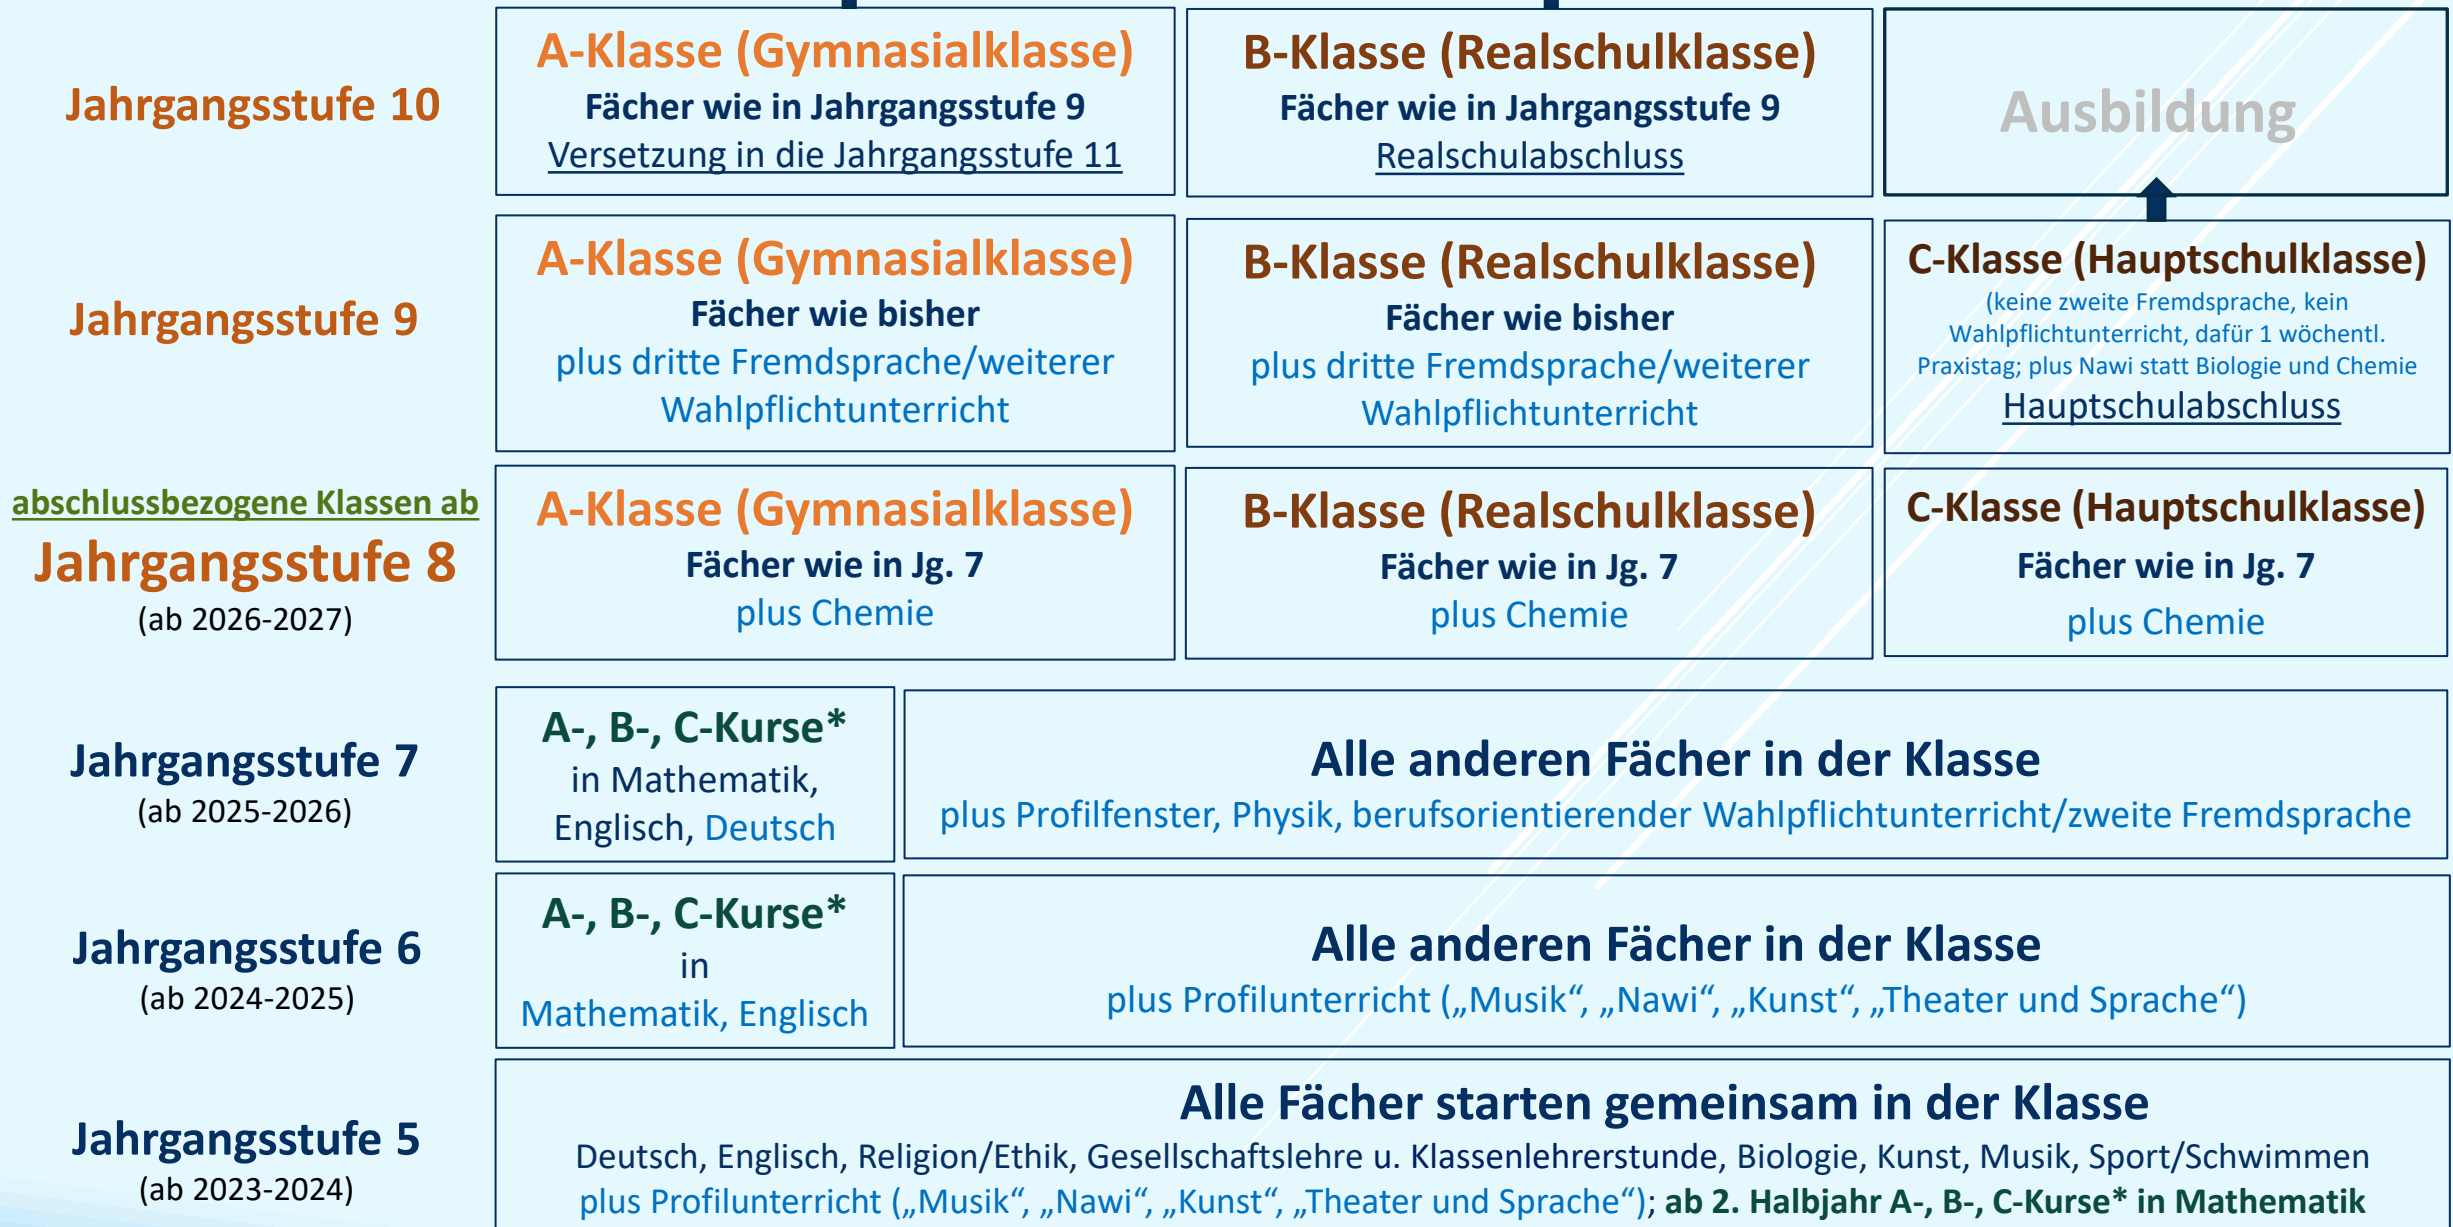 Jahrgangsstufe 10
A-Klasse (Gymnasialklasse)
Fächer wie in Jahrgangsstufe 9
Versetzung in die Jahrgangsstufe 11
B-Klasse (Realschulklasse)
Fächer wie in Jahrgangsstufe 9
Realschulabschluss
Ausbildung
Jahrgangsstufe 9
A-Klasse (Gymnasialklasse)
Fächer wie bisher
plus dritte Fremdsprache/weiterer
Wahlpflichtunterricht
B-Klasse (Realschulklasse)
Fächer wie bisher
plus dritte Fremdsprache/weiterer
Wahlpflichtunterricht
C-Klasse (Hauptschulklasse)
(keine zweite Fremdsprache, kein
Wahlpflichtunterricht, dafür 1 wöchentl.
Praxistag; plus Nawi statt Biologie und Chemie
Hauptschulabschluss
abschlussbezogene Klassen ab
Jahrgangsstufe 8
(ab 2026-2027)
A-Klasse (Gymnasialklasse)
Fächer wie in Jg. 7
plus Chemie
B-Klasse (Realschulklasse)
Fächer wie in Jg. 7
plus Chemie
C-Klasse (Hauptschulklasse)
Fächer wie in Jg. 7
plus Chemie
Jahrgangsstufe 7
(ab 2025-2026)
A-, B-, C-Kurse*
in Mathematik,
Englisch, Deutsch
Alle anderen Fächer in der Klasse
plus Profilfenster, Physik, berufsorientierender Wahlpflichtunterricht/zweite Fremdsprache
Jahrgangsstufe 6
(ab 2024-2025)
A-, B-, C-Kurse*
in
Mathematik, Englisch
Alle anderen Fächer in der Klasse
plus Profilunterricht („Musik“, „Nawi“, „Kunst“, „Theater und Sprache“)
Jahrgangsstufe 5
(ab 2023-2024)
Alle Fächer starten gemeinsam in der Klasse
Deutsch, Englisch, Religion/Ethik, Gesellschaftslehre u. Klassenlehrerstunde, Biologie, Kunst, Musik, Sport/Schwimmen
plus Profilunterricht („Musik“, „Nawi“, „Kunst“, „Theater und Sprache“); ab 2. Halbjahr A-, B-, C-Kurse* in Mathematik